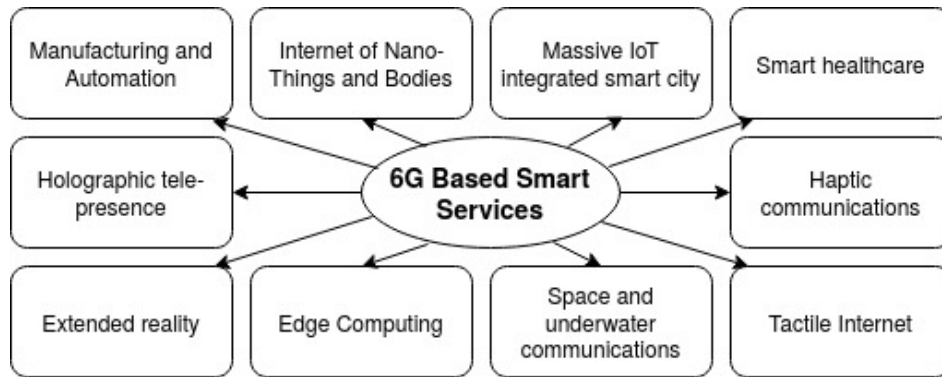 Manufacturing and
Automation
Internet of Nano-
Things and Bodies
Massive IoT
integrated smart city
Smart healthcare
Holographic tele-
presence
6G Based Smart
Services
Haptic
communications
Extended reality
Edge Computing
Space and
underwater
communications
Tactile Internet